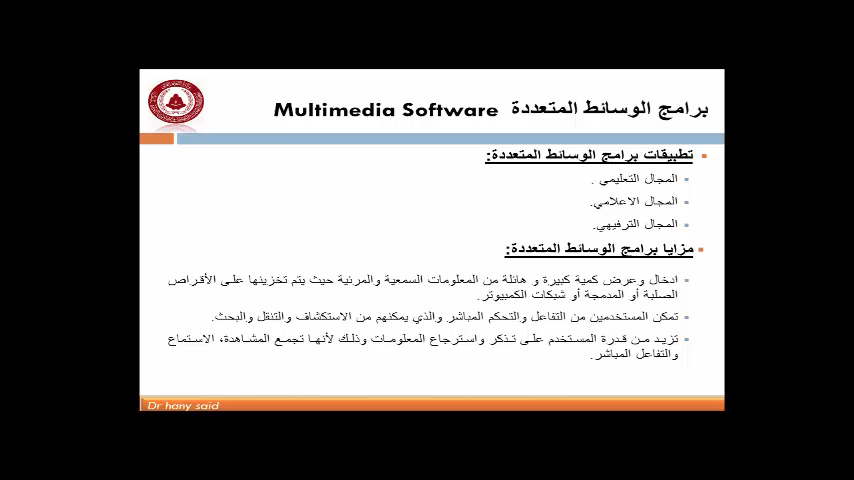 برامج الوسائط المتعددة Multimedia Software
تطبيقات برامج الوسائط المتعددة:
المجال التعليمي .
المجال الاعلامي.
المجال الترفيهي.
مزايا برامج الوسائط المتعددة:
ادخال وعرض كمية كبيرة و هائلة من المعلومات السمعية والمرئية حيث يتم تخزينها على الأقراص
الصلبة أو المدمجة أو شبكات الكمبيوتر.
تمكن المستخدمين من التفاعل والتحكم المباشر. والذي يمكنهم من الاستكشاف والتنقل والبحث.
تزيد من قدرة المستخدم على تذكر واسترجاع المعلومات وذلك لأنها تجمع المشاهدة، الاستماع
والتفاعل المباشر.
Dr hany said